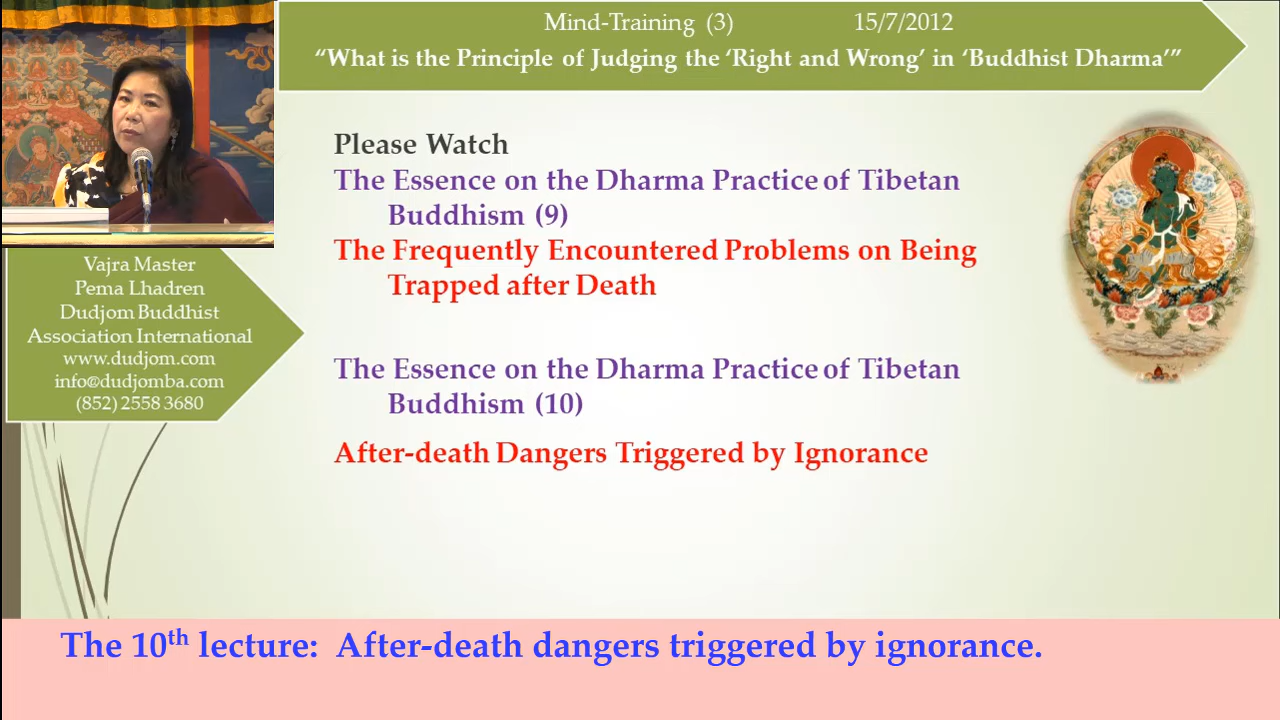 Mind-Training (3) 15/7/2012
“What is the Principle of Judging the ‘Right and Wrong’ in ‘Buddhist Dharma’”
Please Watch
The Essence on the Dharma Practice of Tibetan
Buddhism (9)
The Frequently Encountered Problems on Being
Trapped after Death
The Essence on the Dharma Practice of Tibetan
Buddhism (10)
After-death Dangers Triggered by Ignorance
Vajra Master
Pema Lhadren
Dudjom Buddhist
Association International
www.dudjom.com
info@dudjomba.com
(852) 2558 3680
The 10th lecture: After-death dangers triggered by ignorance.